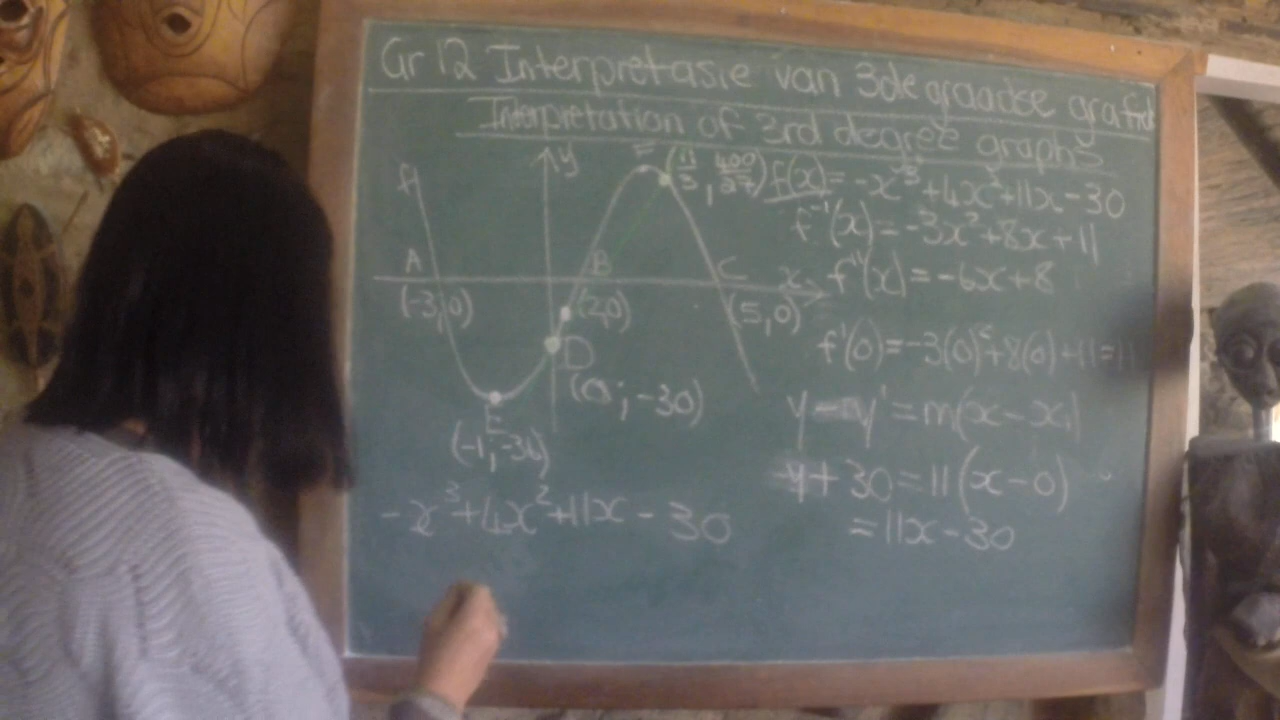 Gr 12 Interpretasie van 3de graadse grafiek
Interpretation of 3rd degree graphs
f
y
F
(11/3, 400/27)
f(x) = -x³+4x²+11x-30
f'(x) = -3x²+8x+11
A
B
C
x
f''(x) = -6x+8
(-3,0)
(2,0)
(5,0)
D
f'(0) = -3(0)²+8(0)+11 = 11
(0; -30)
y - y' = m(x-x₁)
E
(-1, -36)
y + 30 = 11(x-0)
-x³+4x²+11x-30
= 11x-30